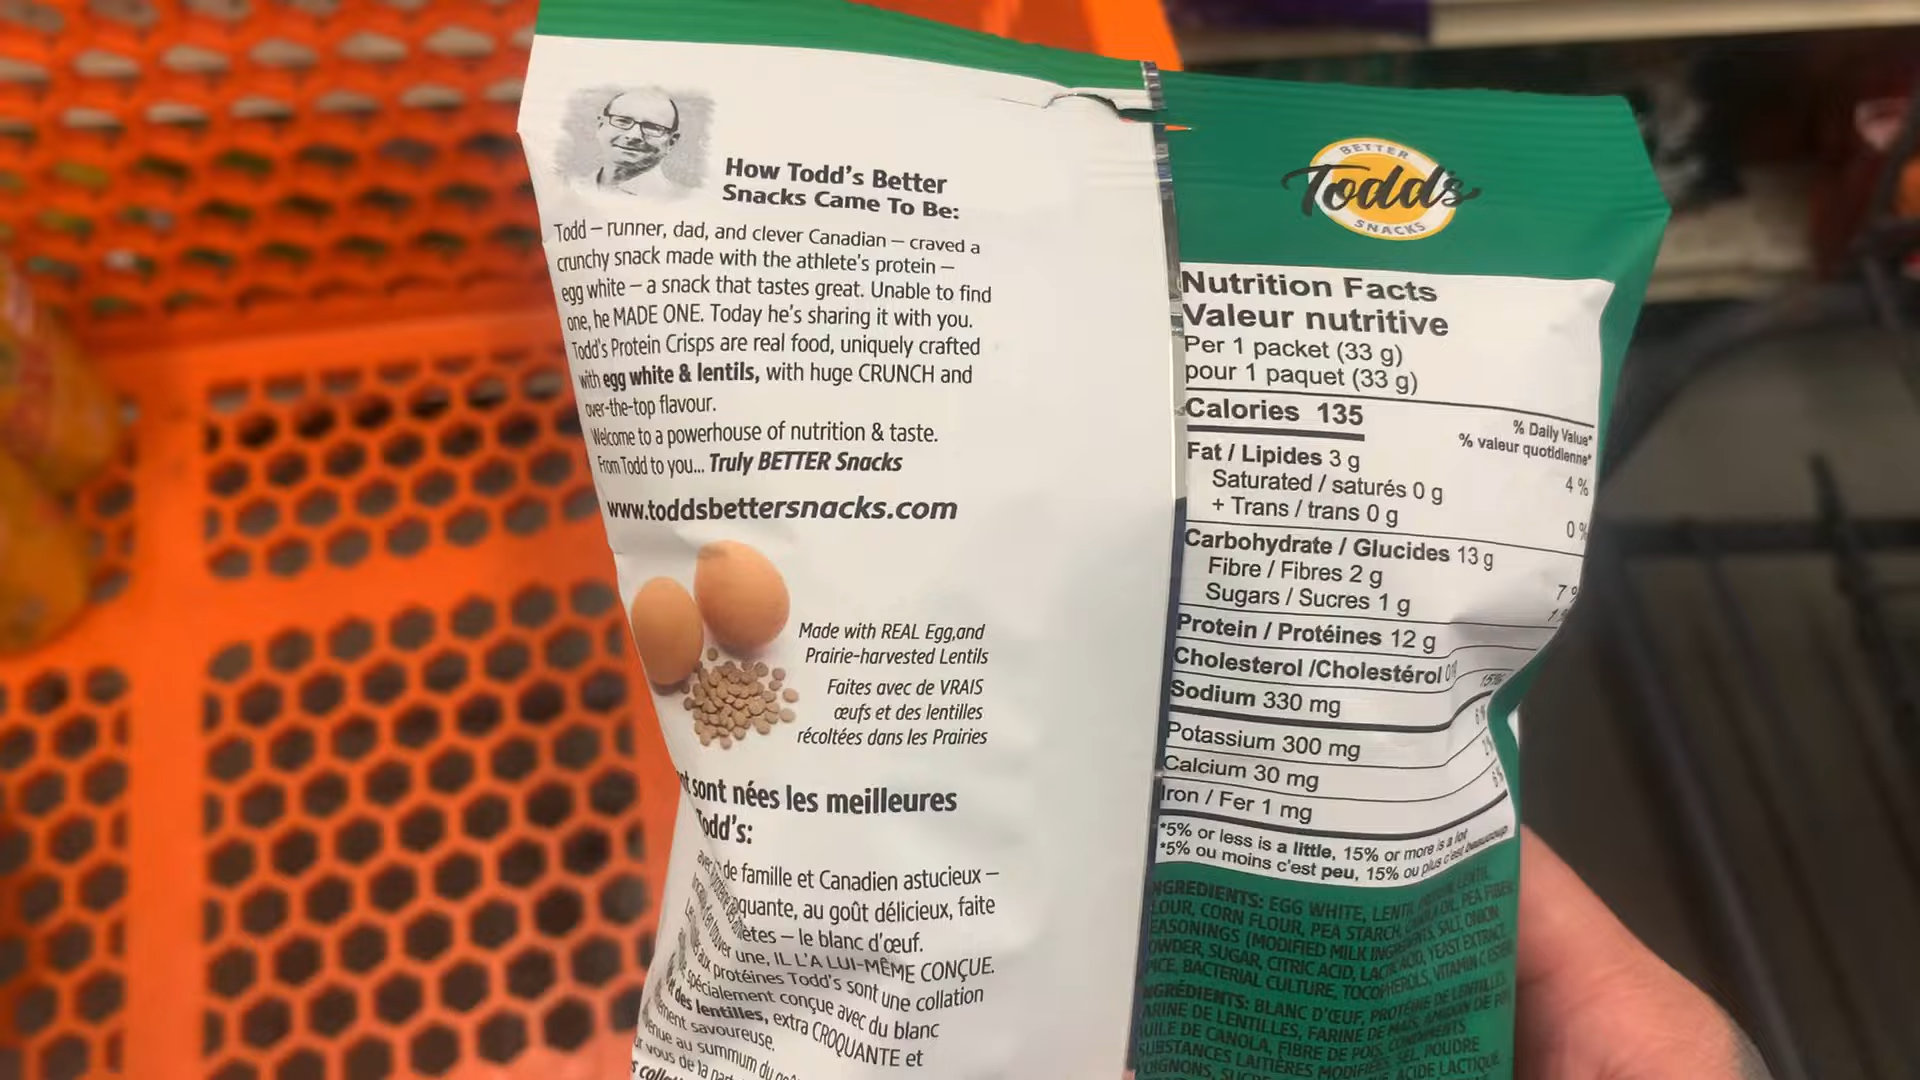 How Todd's Better
Snacks Came To Be:
Todd – runner, dad, and clever Canadian – craved a
crunchy snack made with the athlete's protein –
egg white – a snack that tastes great. Unable to find
one, he MADE ONE. Today he's sharing it with you.
Todd's Protein Crisps are real food, uniquely crafted
with egg white & lentils, with huge CRUNCH and
over-the-top flavour.
Welcome to a powerhouse of nutrition & taste.
From Todd to you... Truly BETTER Snacks
www.toddsbettersnacks.com
Made with REAL Egg,and
Prairie-harvested Lentils
Faites avec de VRAIS
œufs et des lentilles
récoltées dans les Prairies
sont nées les meilleures
Todd's:
de famille et Canadien astucieux –
quante, au goût délicieux, faite
– le blanc d'œuf.
une, IL L'A LUI-MÊME CONÇUE.
protéines Todd's sont une collation
spécialement conçue avec du blanc
des lentilles, extra CROQUANTE et
savoureuse.
au summum du
vous de la
BETTER
Todd's
SNACKS
Nutrition Facts
Valeur nutritive
Per 1 packet (33 g)
pour 1 paquet (33 g)
Calories 135
% Daily Value*
% valeur quotidienne*
Fat / Lipides 3 g 4 %
Saturated / saturés 0 g
+ Trans / trans 0 g 0 %
Carbohydrate / Glucides 13 g
Fibre / Fibres 2 g 7 %
Sugars / Sucres 1 g 1 %
Protein / Protéines 12 g
Cholesterol /Cholestérol
Sodium 330 mg 15%
Potassium 300 mg 6%
Calcium 30 mg
Iron / Fer 1 mg 6%
*5% or less is a little, 15% or more is a lot
*5% ou moins c'est peu, 15% ou plus c'est beaucoup
INGREDIENTS: EGG WHITE, LENTIL
FLOUR, CORN FLOUR, PEA STARCH, OIL, PEA FIBER
SEASONINGS (MODIFIED MILK INGREDIENTS, SALT, ONION
POWDER, SUGAR, CITRIC ACID, LACTIC ACID, YEAST EXTRACT,
SPICE, BACTERIAL CULTURE, TOCOPHEROLS, VITAMIN C
INGRÉDIENTS: BLANC D'ŒUF, PROTÉINE DE LENTILLES,
FARINE DE LENTILLES, FARINE DE MAÏS, AMIDON DE
HUILE DE CANOLA, FIBRE DE POIS,
SUBSTANCES LAITIÈRES MODIFIÉES, SEL, POUDRE
ACIDE LACTIQUE,